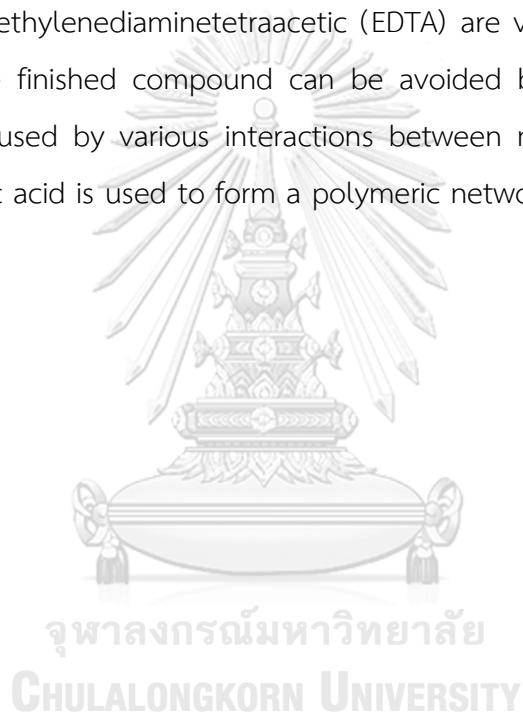 ethylenediaminetetraacetic (EDTA) are
finished compound can be avoided
used by various interactions between
acid is used to form a polymeric
จุฬาลงกรณ์มหาวิทยาลัย
CHULALONGKORN UNIVERSITY